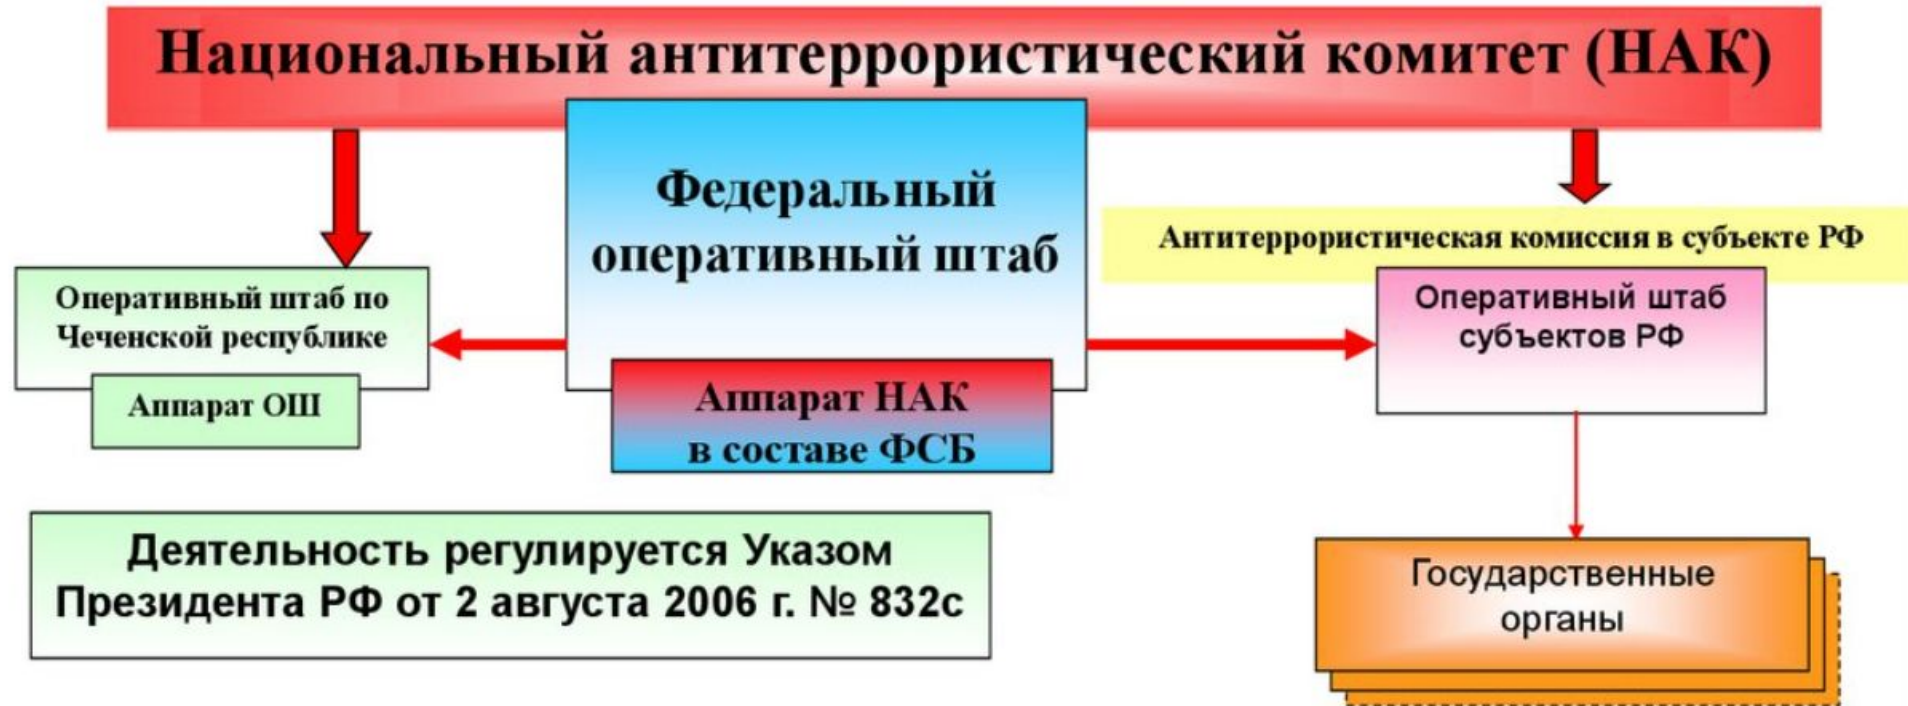 Национальный антитеррористический комитет (НАК)
Федеральный
оперативный штаб
Антитеррористическая комиссия в субъекте РФ
Оперативный штаб по
Чеченской республике
Аппарат ОШ
Оперативный штаб
субъектов РФ
Аппарат НАК
в составе ФСБ
Деятельность регулируется Указом
Президента РФ от 2 августа 2006 г. № 832с
Государственные
органы